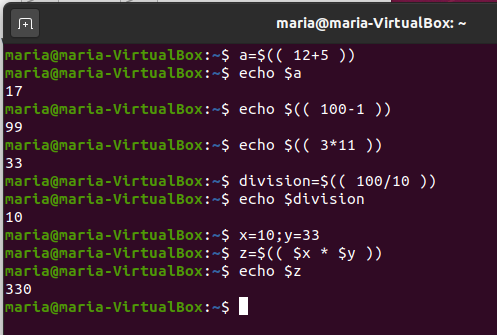 maria@maria-VirtualBox: ~
maria@maria-VirtualBox:~$ a=$(( 12+5 ))
maria@maria-VirtualBox:~$ echo $a
17
maria@maria-VirtualBox:~$ echo $(( 100-1 ))
99
maria@maria-VirtualBox:~$ echo $(( 3*11 ))
33
maria@maria-VirtualBox:~$ division=$(( 100/10 ))
maria@maria-VirtualBox:~$ echo $division
10
maria@maria-VirtualBox:~$ x=10;y=33
maria@maria-VirtualBox:~$ z=$(( $x * $y ))
maria@maria-VirtualBox:~$ echo $z
330
maria@maria-VirtualBox:~$